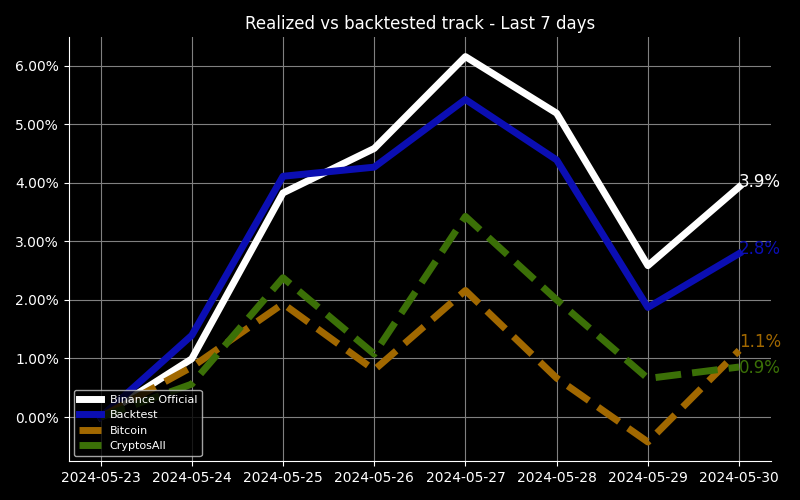 Realized vs backtested track - Last 7 days
6.00%
5.00%
4.00%
3.00%
2.00%
1.00%
0.00%
3.9%
2.8%
1.1%
0.9%
Binance Official
Backtest
Bitcoin
CryptosAll
2024-05-23 2024-05-24 2024-05-25 2024-05-26 2024-05-27 2024-05-28 2024-05-29 2024-05-30